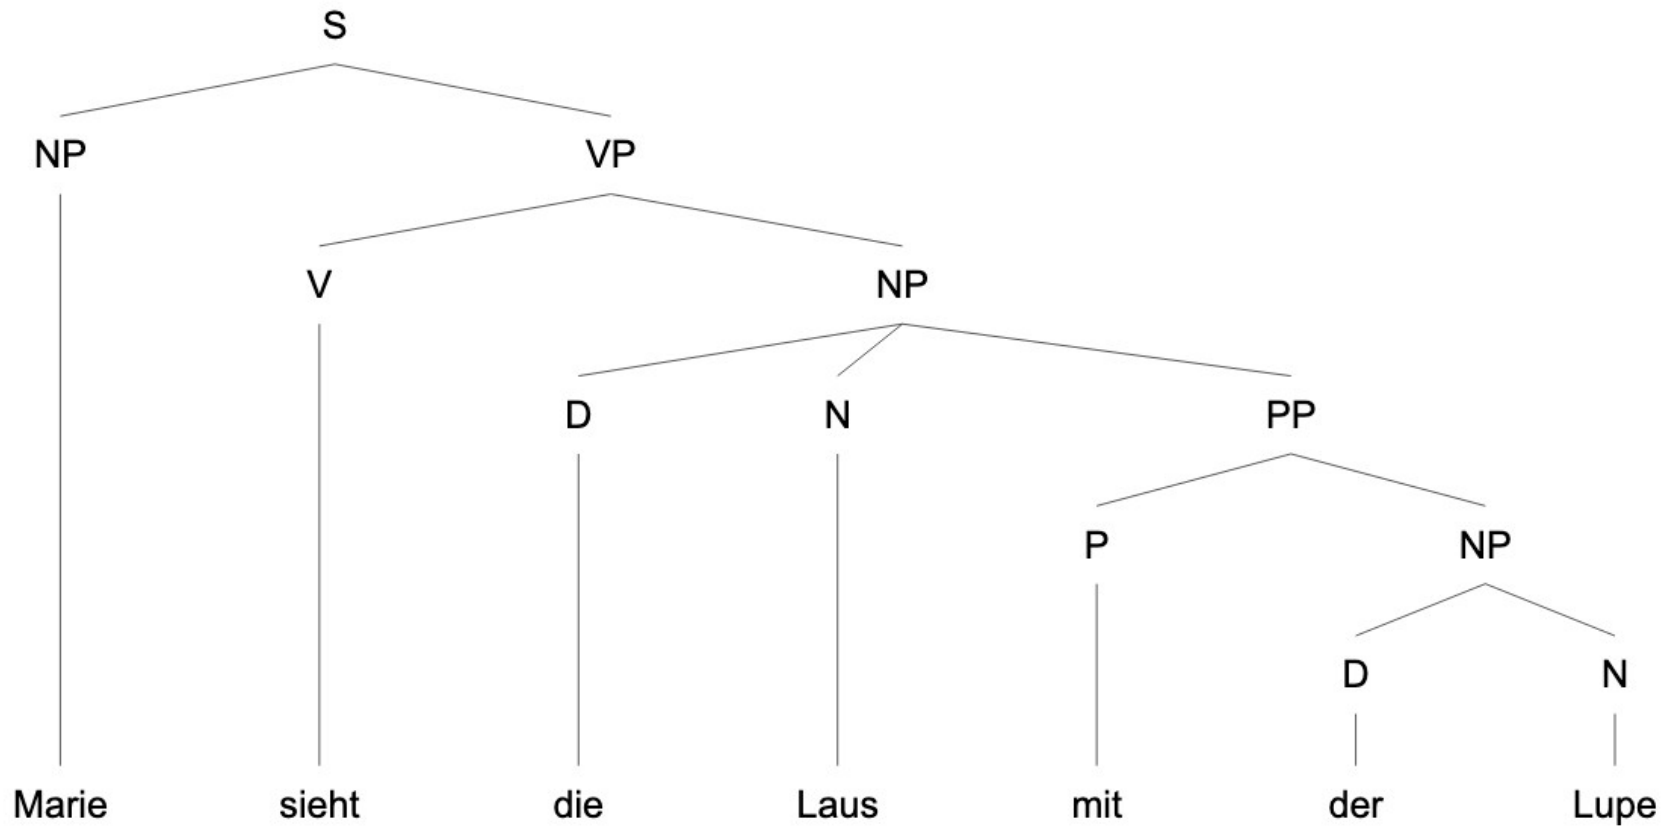 S
NP VP
V NP
D N PP
P NP
D N
Marie sieht die Laus mit der Lupe